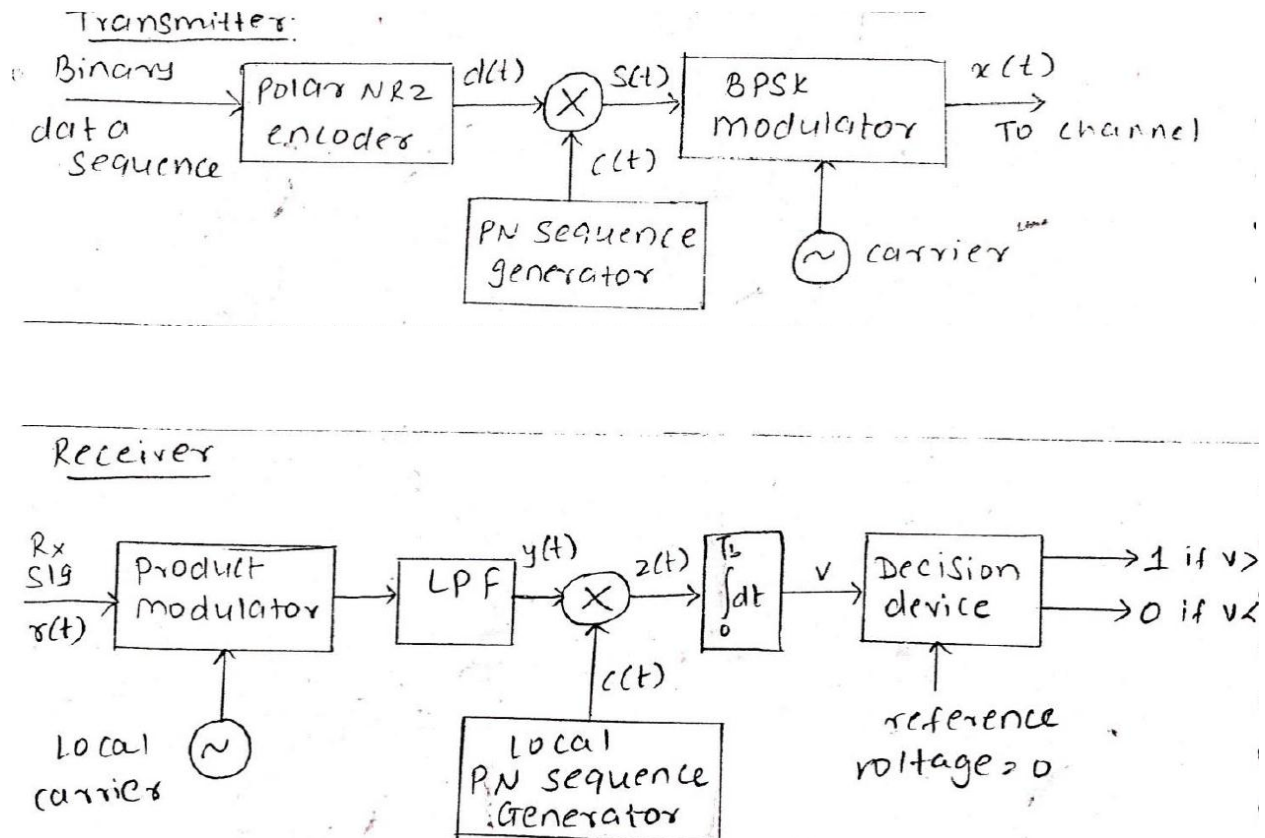 Transmitter
Binary
data
sequence
Polar NRZ
encoder
d(t)
X
s(t)
c(t)
PN sequence
generator
BPSK
modulator
~
carrier
x(t)
To channel
Receiver
Rx
sig
r(t)
Product
modulator
Local
carrier
~
LPF
y(t)
X
z(t)
c(t)
Local
PN sequence
Generator
Tb
∫dt
0
v
Decision
device
1 if v>
0 if v<
reference
voltage=0